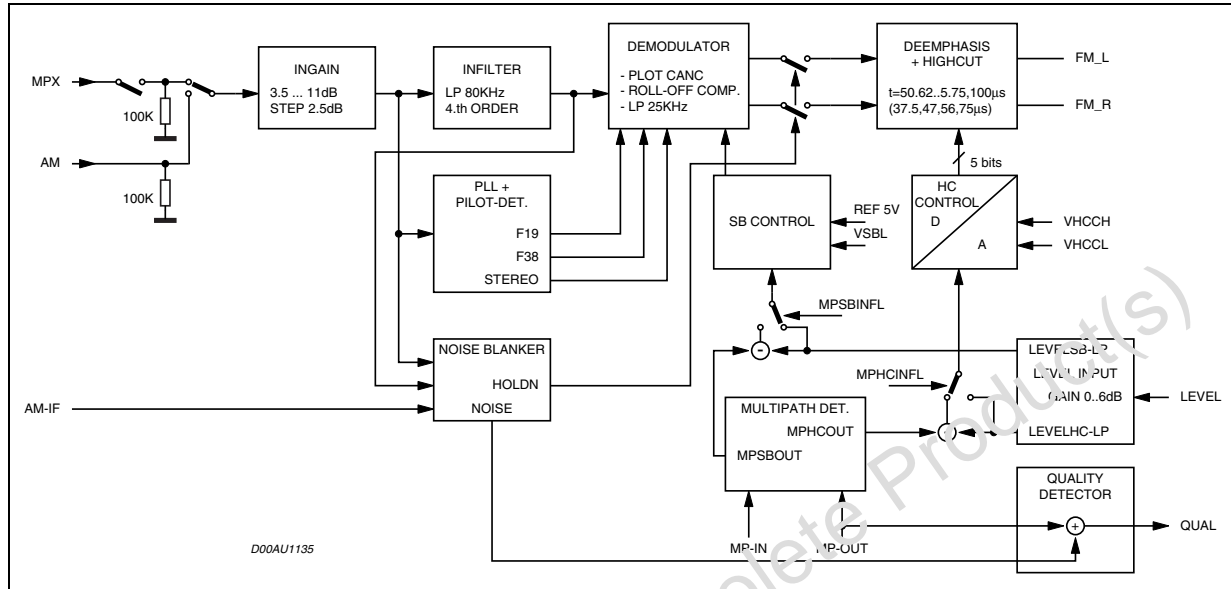 DEMODULATOR
- PLOT CANC
- ROLL-OFF COMP.
- LP 25KHz
DEEMPHASIS
+ HIGHCUT
t=50.62..5.75,100µs
(37.5,47,56,75µs)
FM_L
FM_R
MPX
INGAIN
3.5 ... 11dB
STEP 2.5dB
INFILTER
LP 80KHz
4.th ORDER
100K
AM
100K
PLL +
PILOT-DET.
F19
F38
STEREO
SB CONTROL
REF 5V
VSBL
5 bits
HC
CONTROL
D
A
VHCCH
VHCCL
MPSBINFL
-
NOISE BLANKER
HOLDN
NOISE
AM-IF
MPHCINFL
LEVELSB-LP
LEVEL INPUT
GAIN 0..6dB
LEVELHC-LP
LEVEL
MULTIPATH DET.
MPHCOUT
MPSBOUT
-
QUALITY
DETECTOR
+
QUAL
MP-IN
MP-OUT
D00AU1135
lete Product(s)